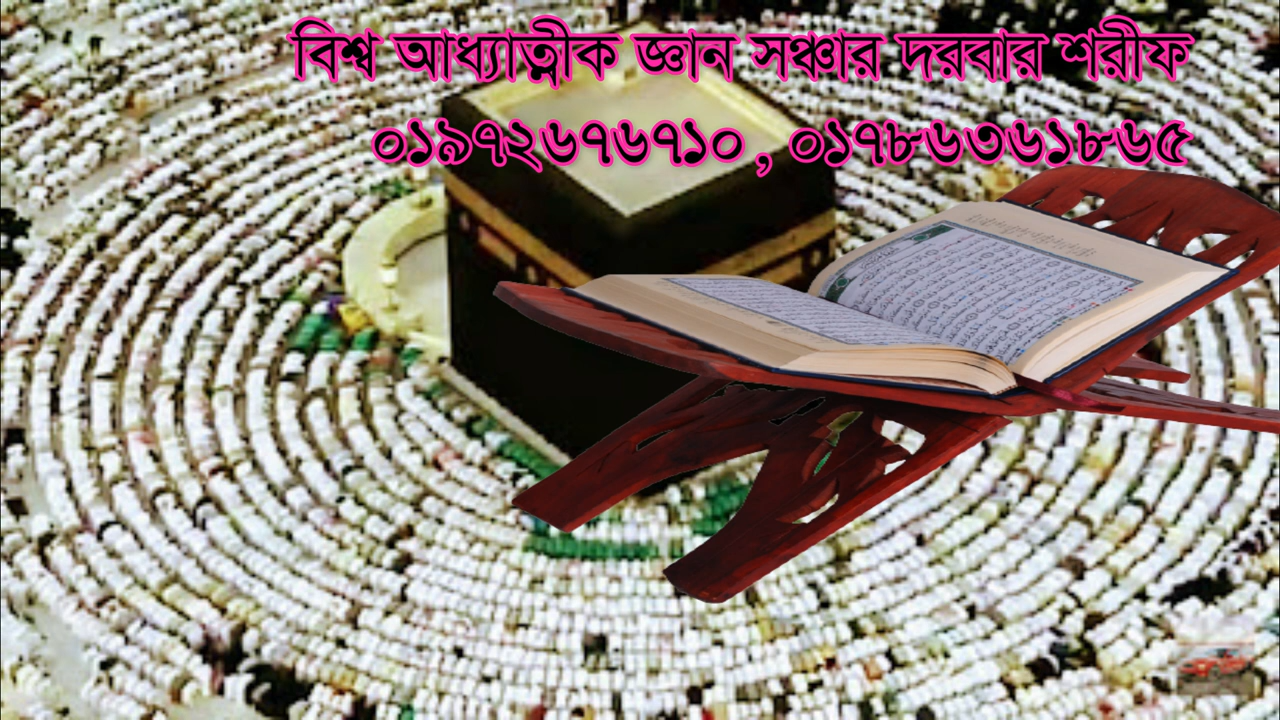 বিশ্ব আধ্যাত্নীক জ্ঞান সঞ্চার দরবার শরীফ
০১৯৭২৬৭৬৭১০ , ০১৭৮৬৩৬১৮৬৫